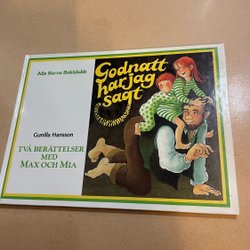 Alla Barns Bokklubb
Godnatt
har jag
sagt
Gunilla Hansson
TVÅ BERÄTTELSER
MED
MAX OCH MIA